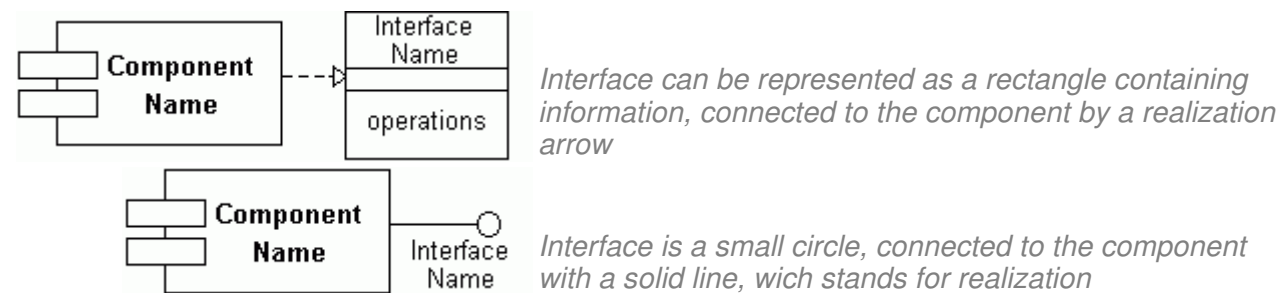 Component
Name
Interface
Name
operations
Interface can be represented as a rectangle containing
information, connected to the component by a realization
arrow
Component
Name
Interface
Name
Interface is a small circle, connected to the component
with a solid line, wich stands for realization